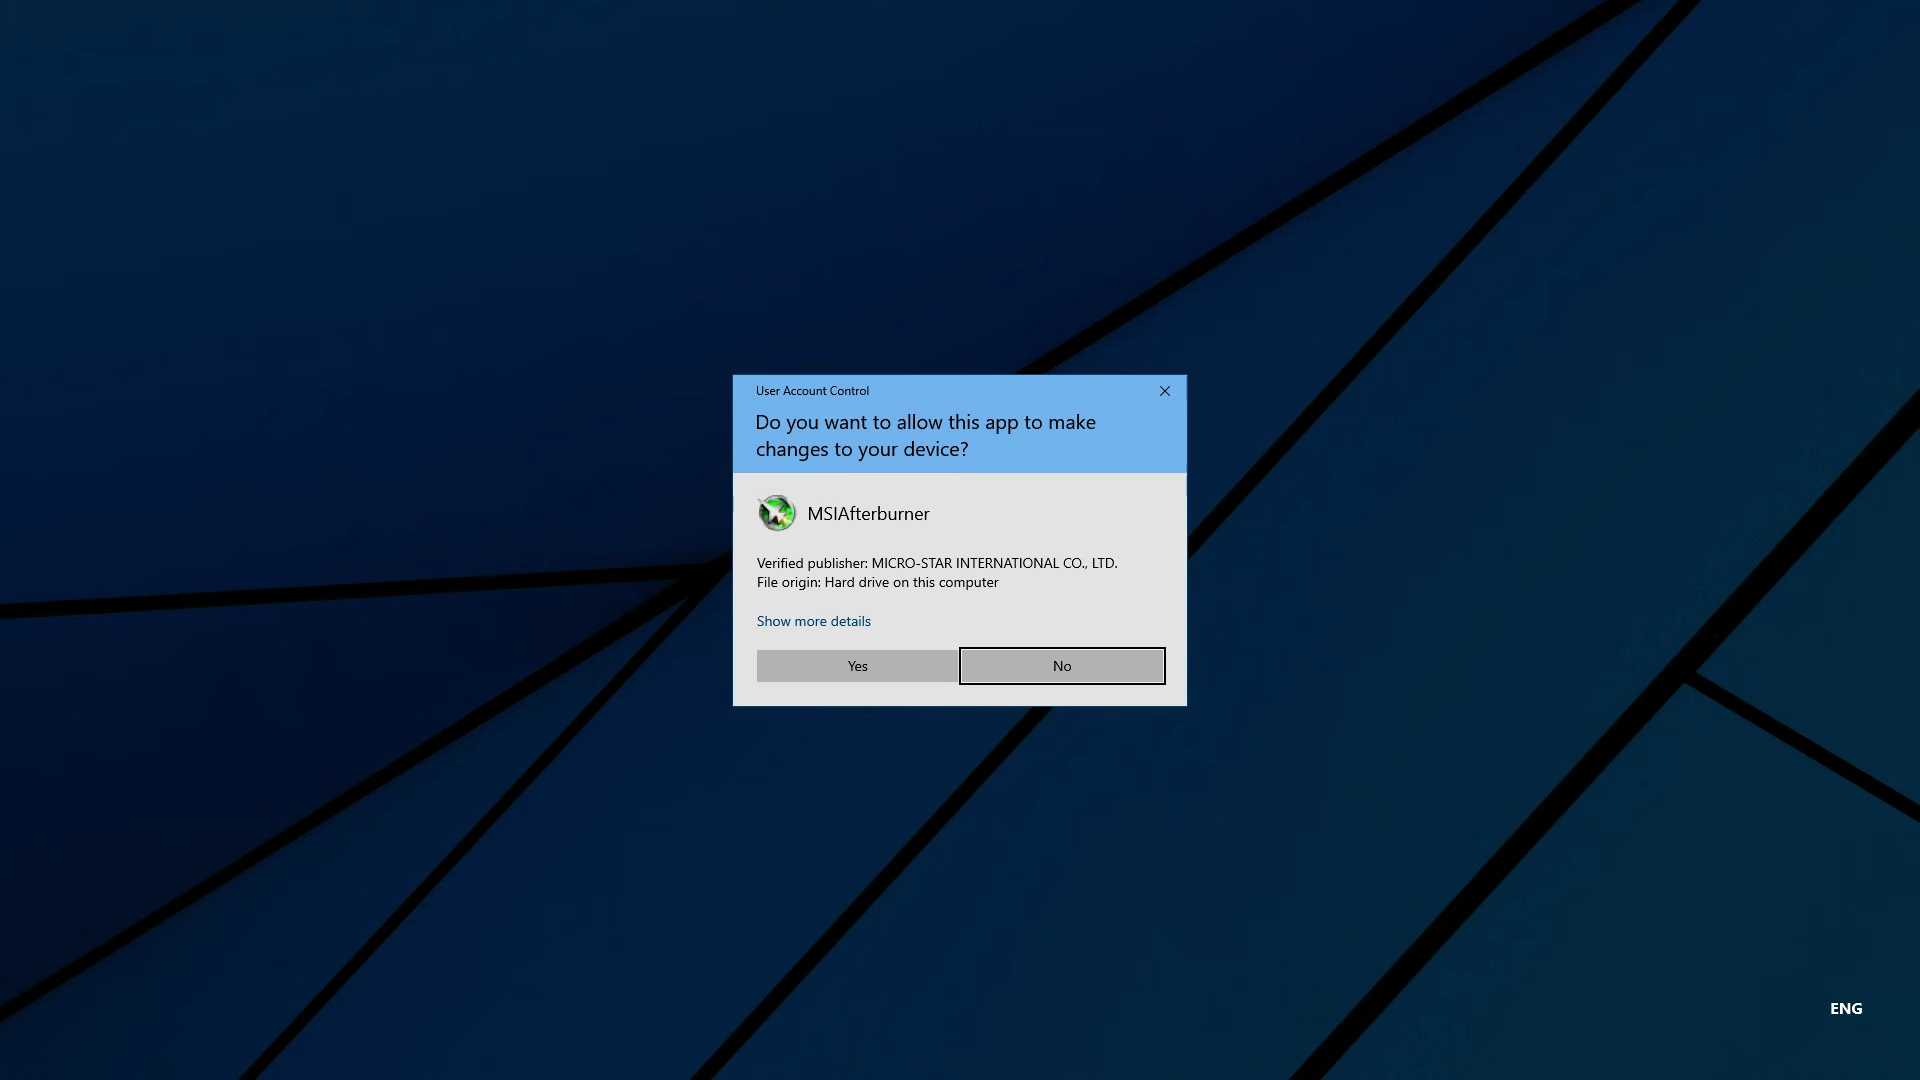 User Account Control
Do you want to allow this app to make
changes to your device?
MSIAfterburner
Verified publisher: MICRO-STAR INTERNATIONAL CO., LTD.
File origin: Hard drive on this computer
Show more details
Yes
No
ENG